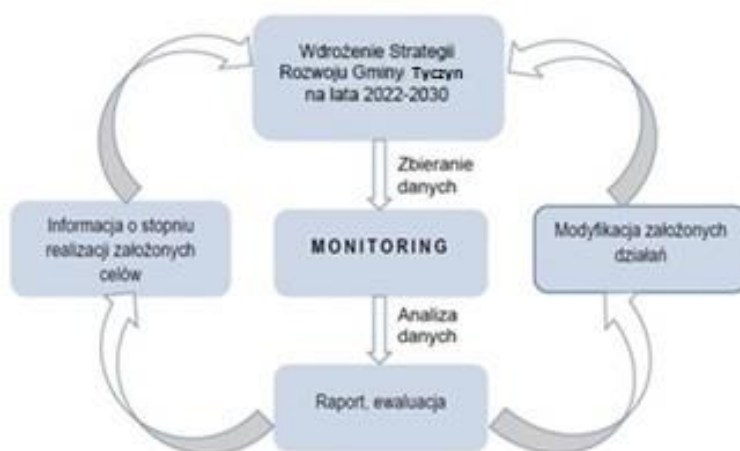 Wdrożenie Strategii
Rozwoju Gminy Tyczyn
na lata 2022-2030
Zbieranie
danych
Informacja o stopniu
realizacji założonych
celów
MONITORING
Modyfikacja założonych
działań
Analiza
danych
Raport, ewaluacja